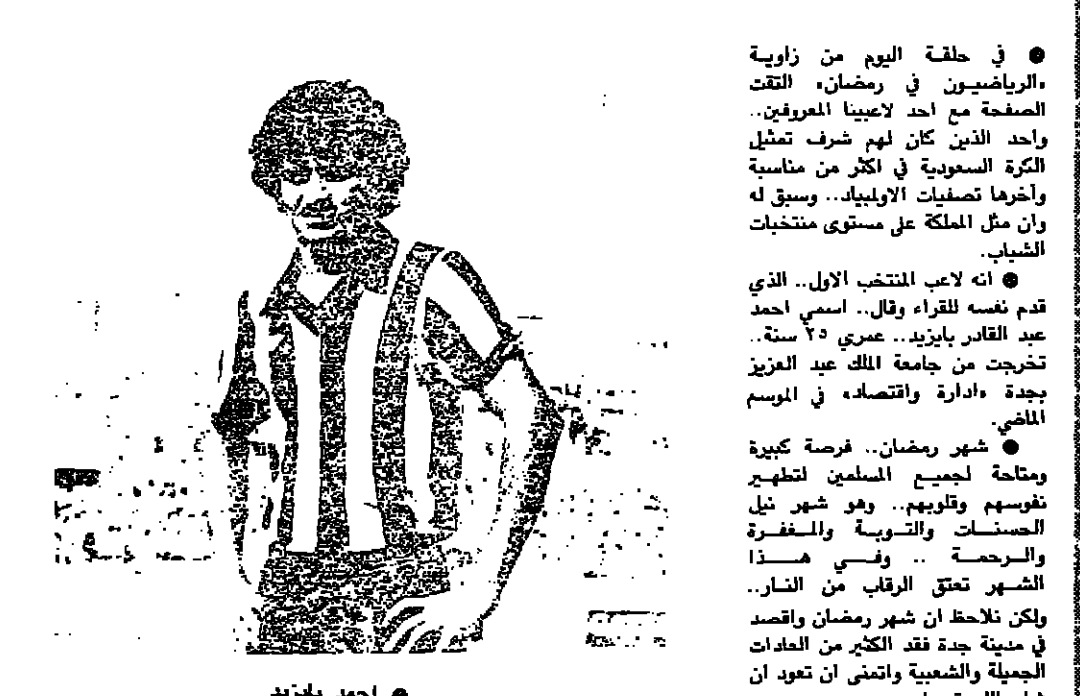 ● في حلقة اليوم من زاوية
«الرياضيون في رمضان» التقت
الصفحة مع احد لاعبينا المعروفين..
واحد الذين كان لهم شرف تمثيل
الكرة السعودية في اكثر من مناسبة
وآخرها تصفيات الاولمبياد.. وسبق له
وان مثل المملكة على مستوى منتخبات
الشباب.
● انه لاعب المنتخب الاول.. الذي
قدم نفسه للقراء وقال.. اسمي احمد
عبد القادر بايزيد.. عمري ٢٥ سنة..
تخرجت من جامعة الملك عبد العزيز
بجدة «ادارة واقتصاد» في الموسم
الماضي.
● شهر رمضان.. فرصة كبيرة
ومتاحة لجميع المسلمين لتطهير
نفوسهم وقلوبهم.. وهو شهر نيل
الحسنات والتوبة والمغفرة
والرحمة .. وفي هذا
الشهر تعتق الرقاب من النار..
ولكن نلاحظ ان شهر رمضان واقصد
في مدينة جدة فقد الكثير من العادات
الجميلة والشعبية واتمنى ان تعود ان
● احمد بايزيد